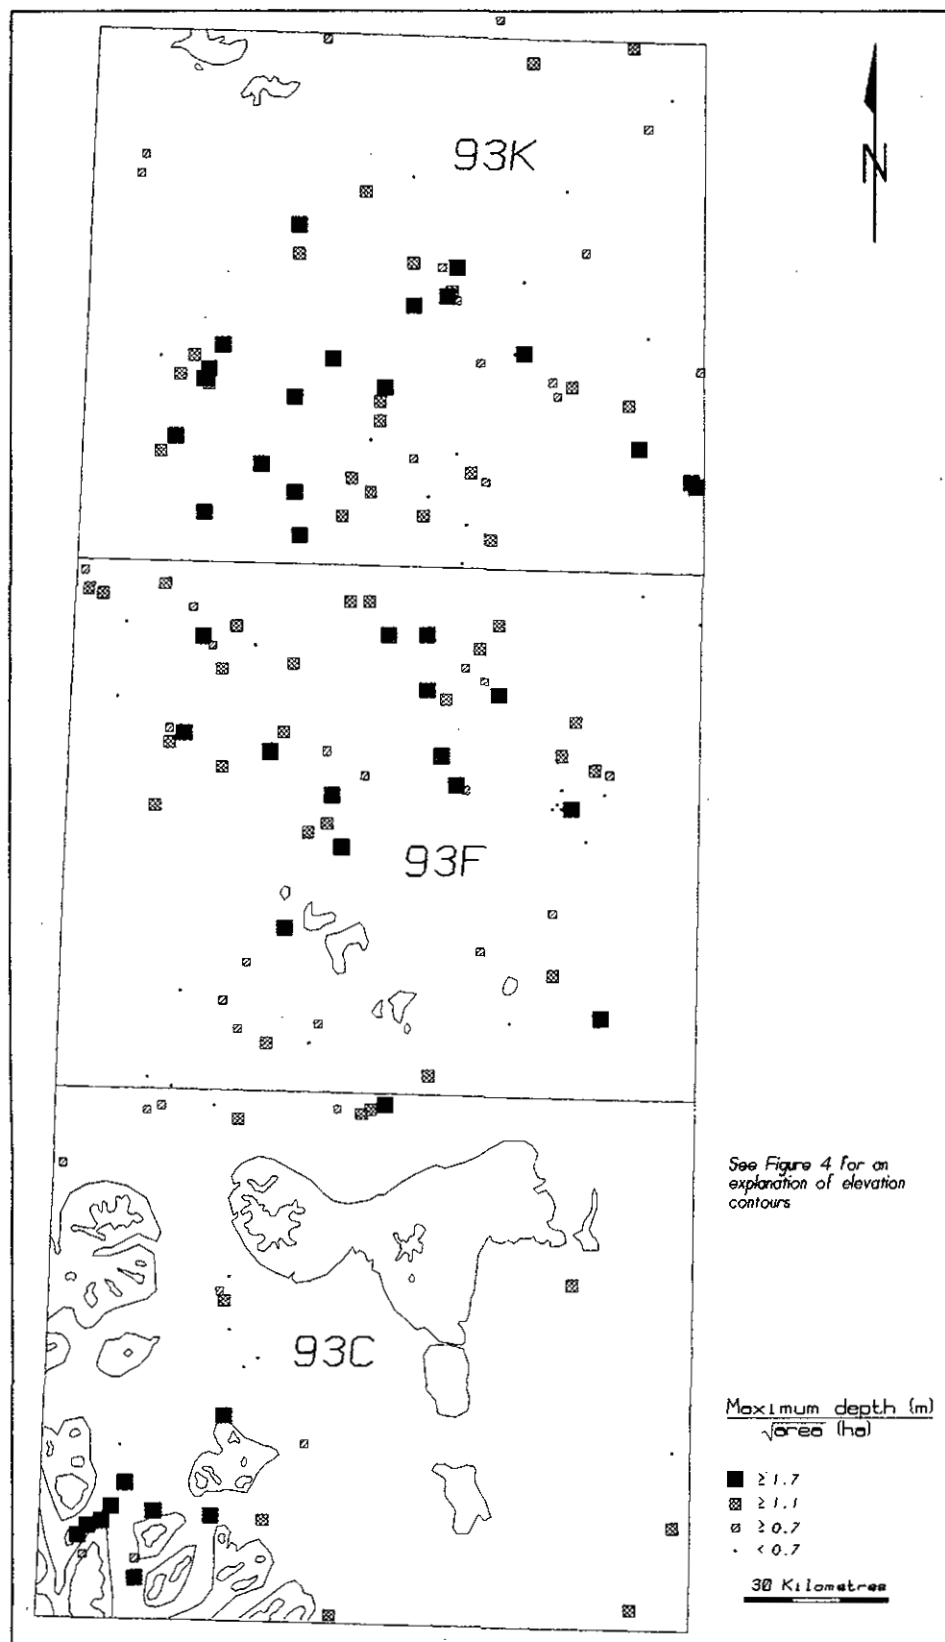 93K
N
93F
See Figure 4 for an
explanation of elevation
contours
93C
Maximum depth (m)
√area (ha)
≥ 1.7
≥ 1.1
≥ 0.7
< 0.7
30 Kilometres